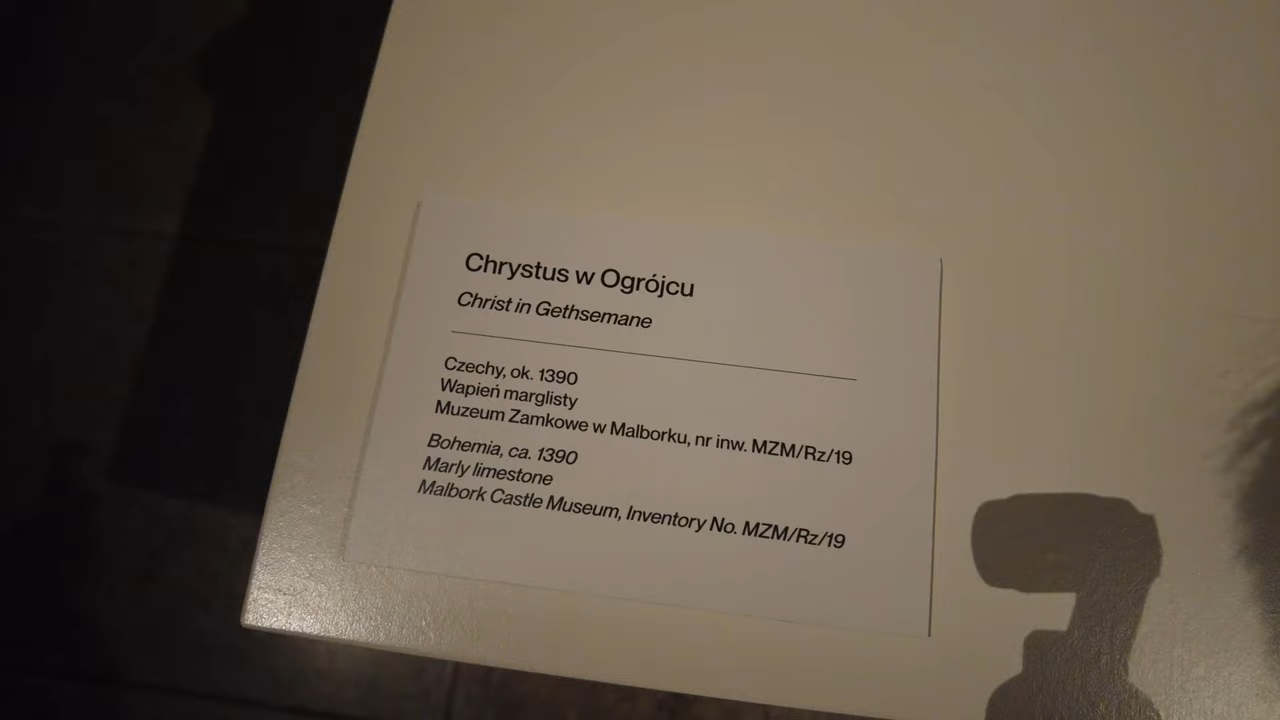 Chrystus w Ogrójcu
Christ in Gethsemane
Czechy, ok. 1390
Wapień marglisty
Muzeum Zamkowe w Malborku, nr inw. MZM/Rz/19
Bohemia, ca. 1390
Marly limestone
Malbork Castle Museum, Inventory No. MZM/Rz/19